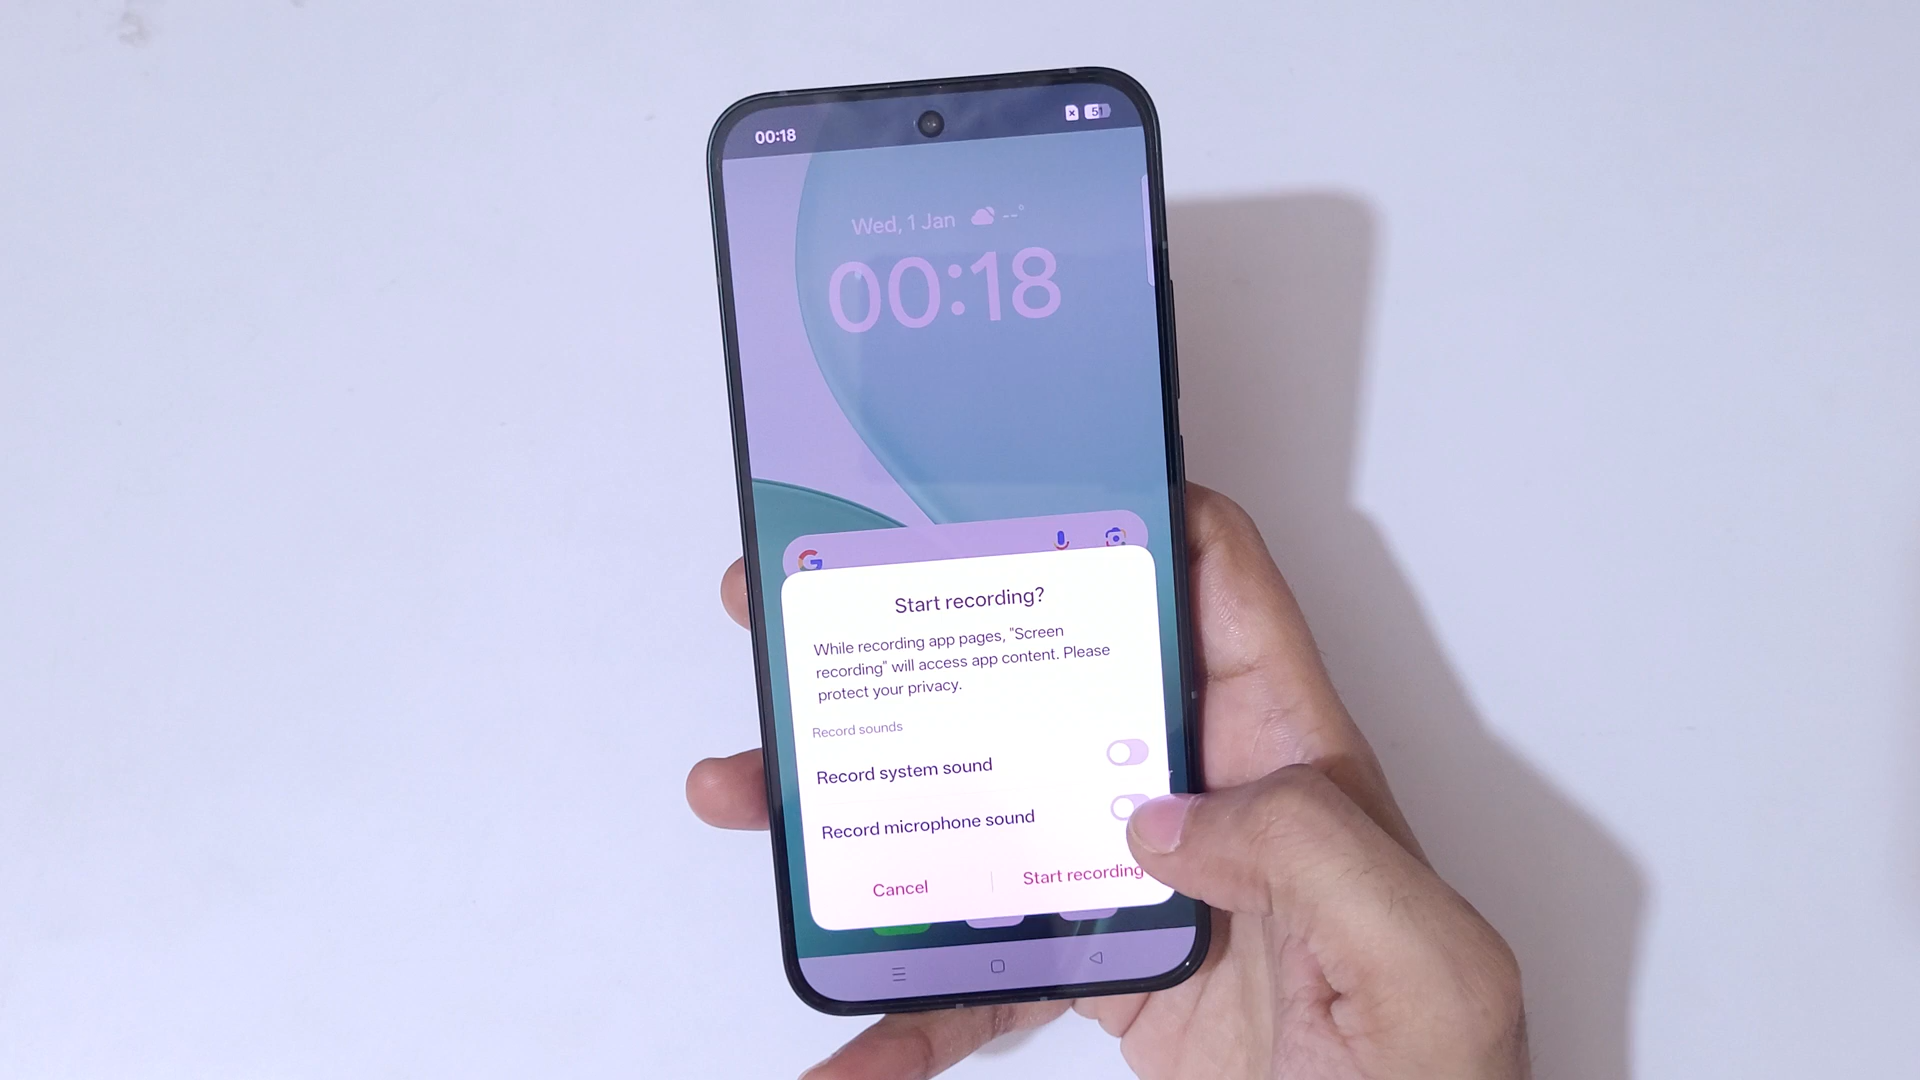 00:18
51
Wed, 1 Jan --°
00:18
G
Start recording?
While recording app pages, "Screen
recording" will access app content. Please
protect your privacy.
Record sounds
Record system sound
Record microphone sound
Cancel
Start recording